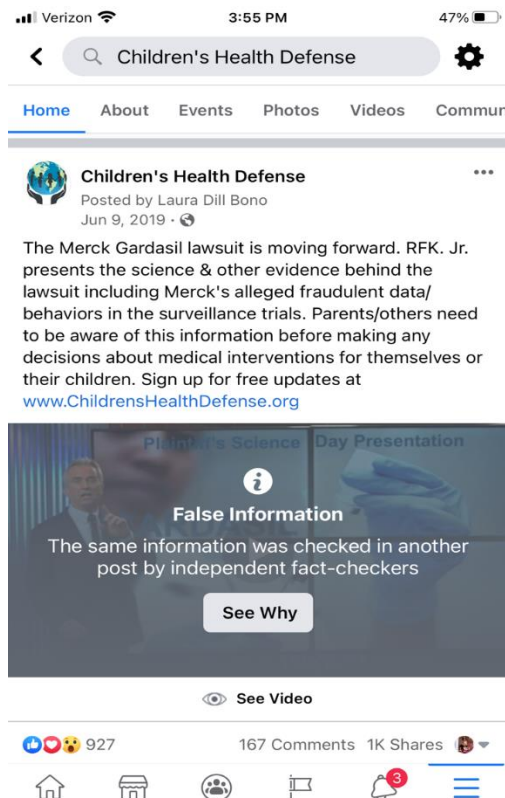 Verizon 3:55 PM 47%
Children's Health Defense
Home About Events Photos Videos Commun
Children's Health Defense
Posted by Laura Dill Bono
Jun 9, 2019 ·
The Merck Gardasil lawsuit is moving forward. RFK. Jr.
presents the science & other evidence behind the
lawsuit including Merck's alleged fraudulent data/
behaviors in the surveillance trials. Parents/others need
to be aware of this information before making any
decisions about medical interventions for themselves or
their children. Sign up for free updates at
www.ChildrensHealthDefense.org
Plaintiff's Science Day Presentation
False Information
The same information was checked in another
post by independent fact-checkers
See Why
See Video
927 167 Comments 1K Shares
3